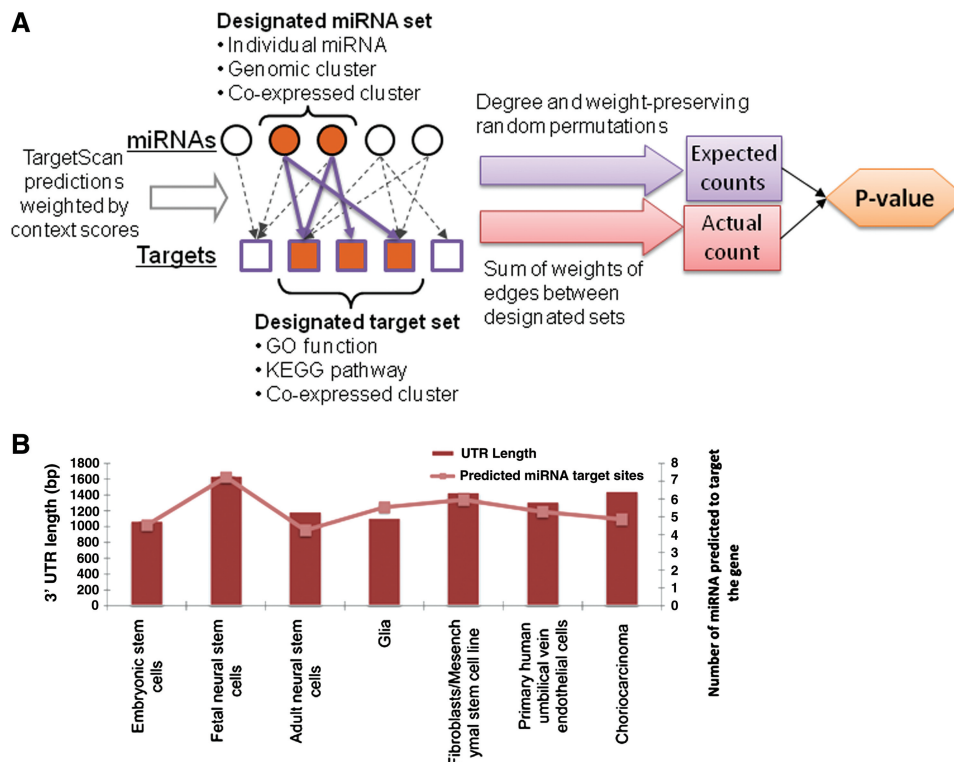 A
Designated miRNA set
• Individual miRNA
• Genomic cluster
• Co-expressed cluster
miRNAs
TargetScan
predictions
weighted by
context scores
Targets
Designated target set
• GO function
• KEGG pathway
• Co-expressed cluster
Degree and weight-preserving
random permutations
Expected
counts
Actual
count
Sum of weights of
edges between
designated sets
P-value
B
UTR Length
Predicted miRNA target sites
3' UTR length (bp)
1800
1600
1400
1200
1000
800
600
400
200
0
8
7
6
5
4
3
2
1
0
Number of miRNA predicted to target
the gene
Embryonic stem
cells
Fetal neural stem
cells
Adult neural stem
cells
Glia
Fibroblasts/Mesench
ymal stem cell line
Primary human
umbilical vein
endothelial cells
Choriocarcinoma